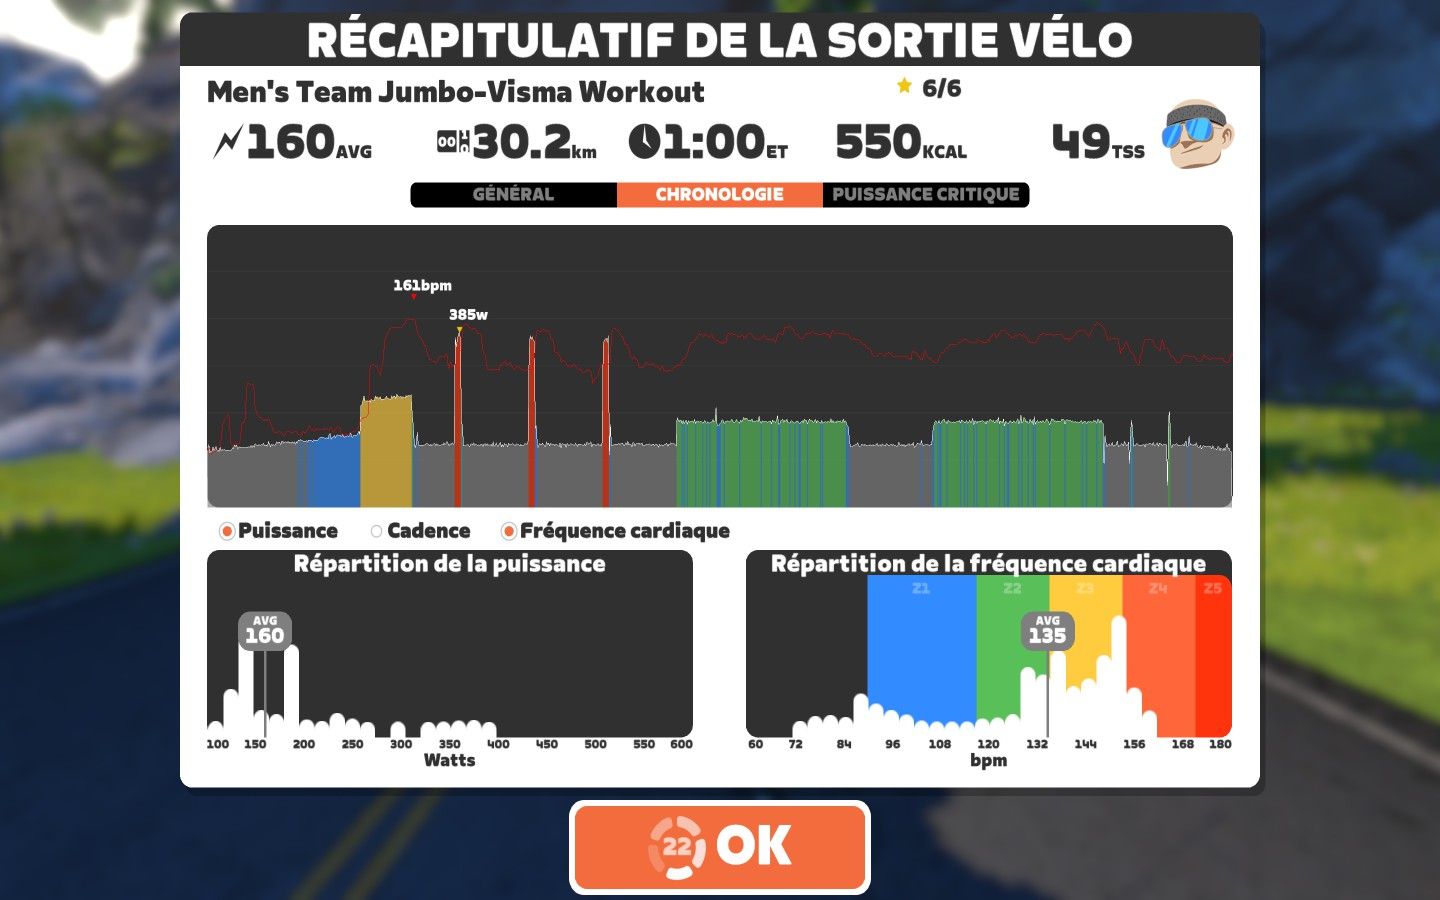 RÉCAPITULATIF DE LA SORTIE VÉLO
Men's Team Jumbo-Visma Workout
6/6
160AVG
30.2km
1:00ET
550KCAL
49TSS
GÉNÉRAL
CHRONOLOGIE
PUISSANCE CRITIQUE
161bpm
385w
Puissance
Cadence
Fréquence cardiaque
Répartition de la puissance
AVG
160
100 150 200 250 300 350 400 450 500 550 600
Watts
Répartition de la fréquence cardiaque
Z1 Z2 Z3 Z4 Z5
AVG
135
60 72 84 96 108 120 132 144 156 168 180
bpm
22 OK